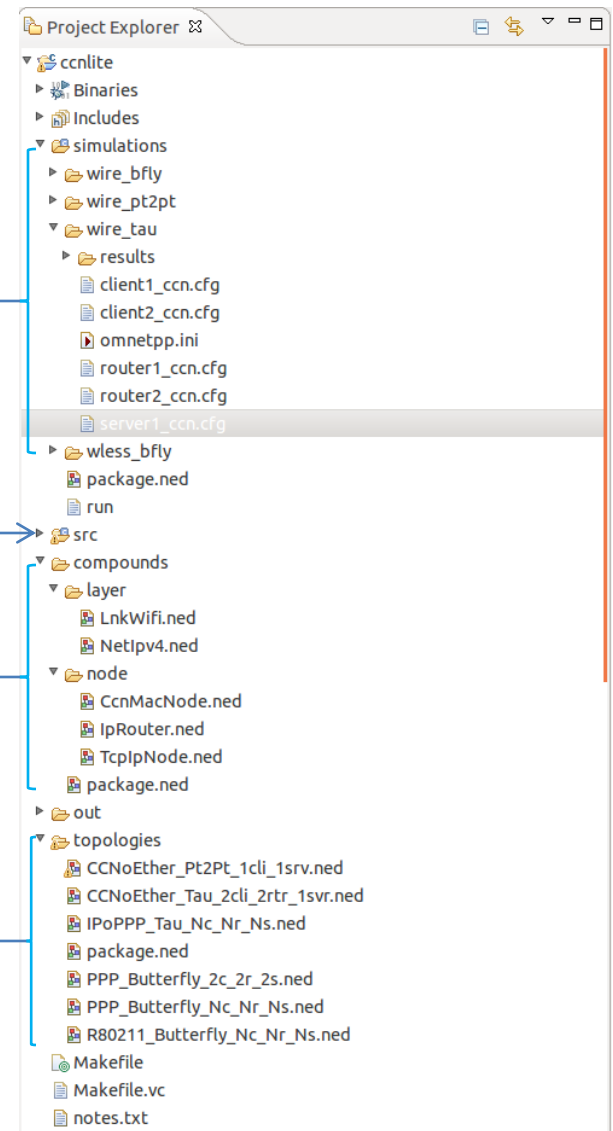 Project Explorer
ccnlite
Binaries
Includes
simulations
wire_bfly
wire_pt2pt
wire_tau
results
client1_ccn.cfg
client2_ccn.cfg
omnetpp.ini
router1_ccn.cfg
router2_ccn.cfg
server1_ccn.cfg
wless_bfly
package.ned
run
src
compounds
layer
LnkWifi.ned
NetIpv4.ned
node
CcnMacNode.ned
IpRouter.ned
TcpIpNode.ned
package.ned
out
topologies
CCNoEther_Pt2Pt_1cli_1srv.ned
CCNoEther_Tau_2cli_2rtr_1svr.ned
IPoPPP_Tau_Nc_Nr_Ns.ned
package.ned
PPP_Butterfly_2c_2r_2s.ned
PPP_Butterfly_Nc_Nr_Ns.ned
R80211_Butterfly_Nc_Nr_Ns.ned
Makefile
Makefile.vc
notes.txt